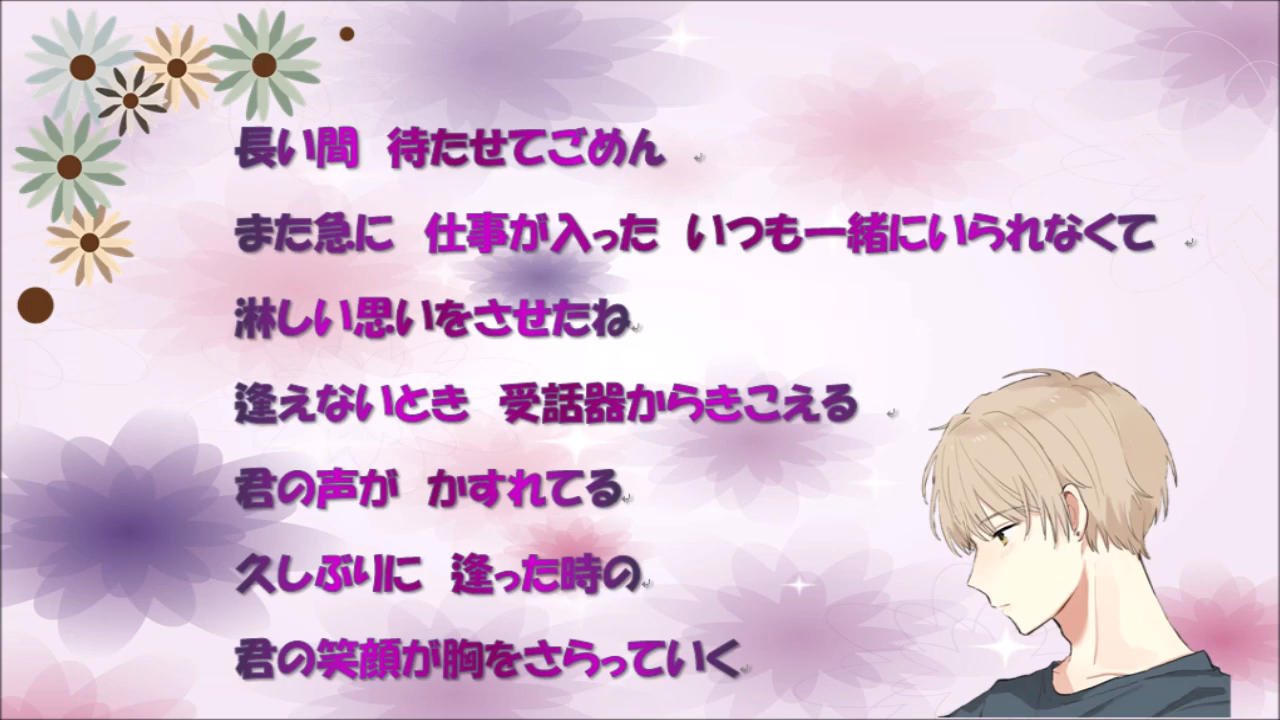 長い間　待たせてごめん
また急に　仕事が入った　いつも一緒にいられなくて
淋しい思いをさせたね
逢えないとき　受話器からきこえる
君の声が　かすれてる
久しぶりに　逢った時の
君の笑顔が胸をさらっていく